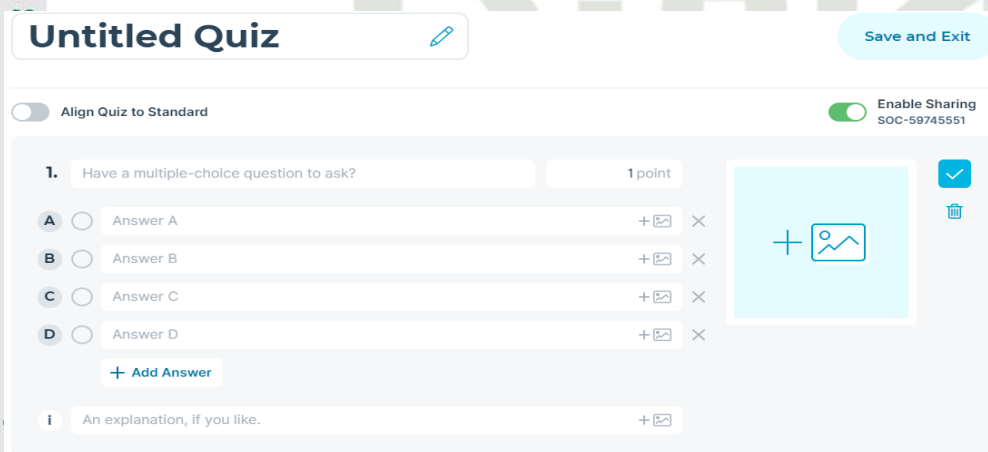 Untitled Quiz
Save and Exit
Align Quiz to Standard
Enable Sharing
SOC-59745551
1. Have a multiple-choice question to ask? 1 point
A Answer A
B Answer B
C Answer C
D Answer D
+ Add Answer
i An explanation, if you like.